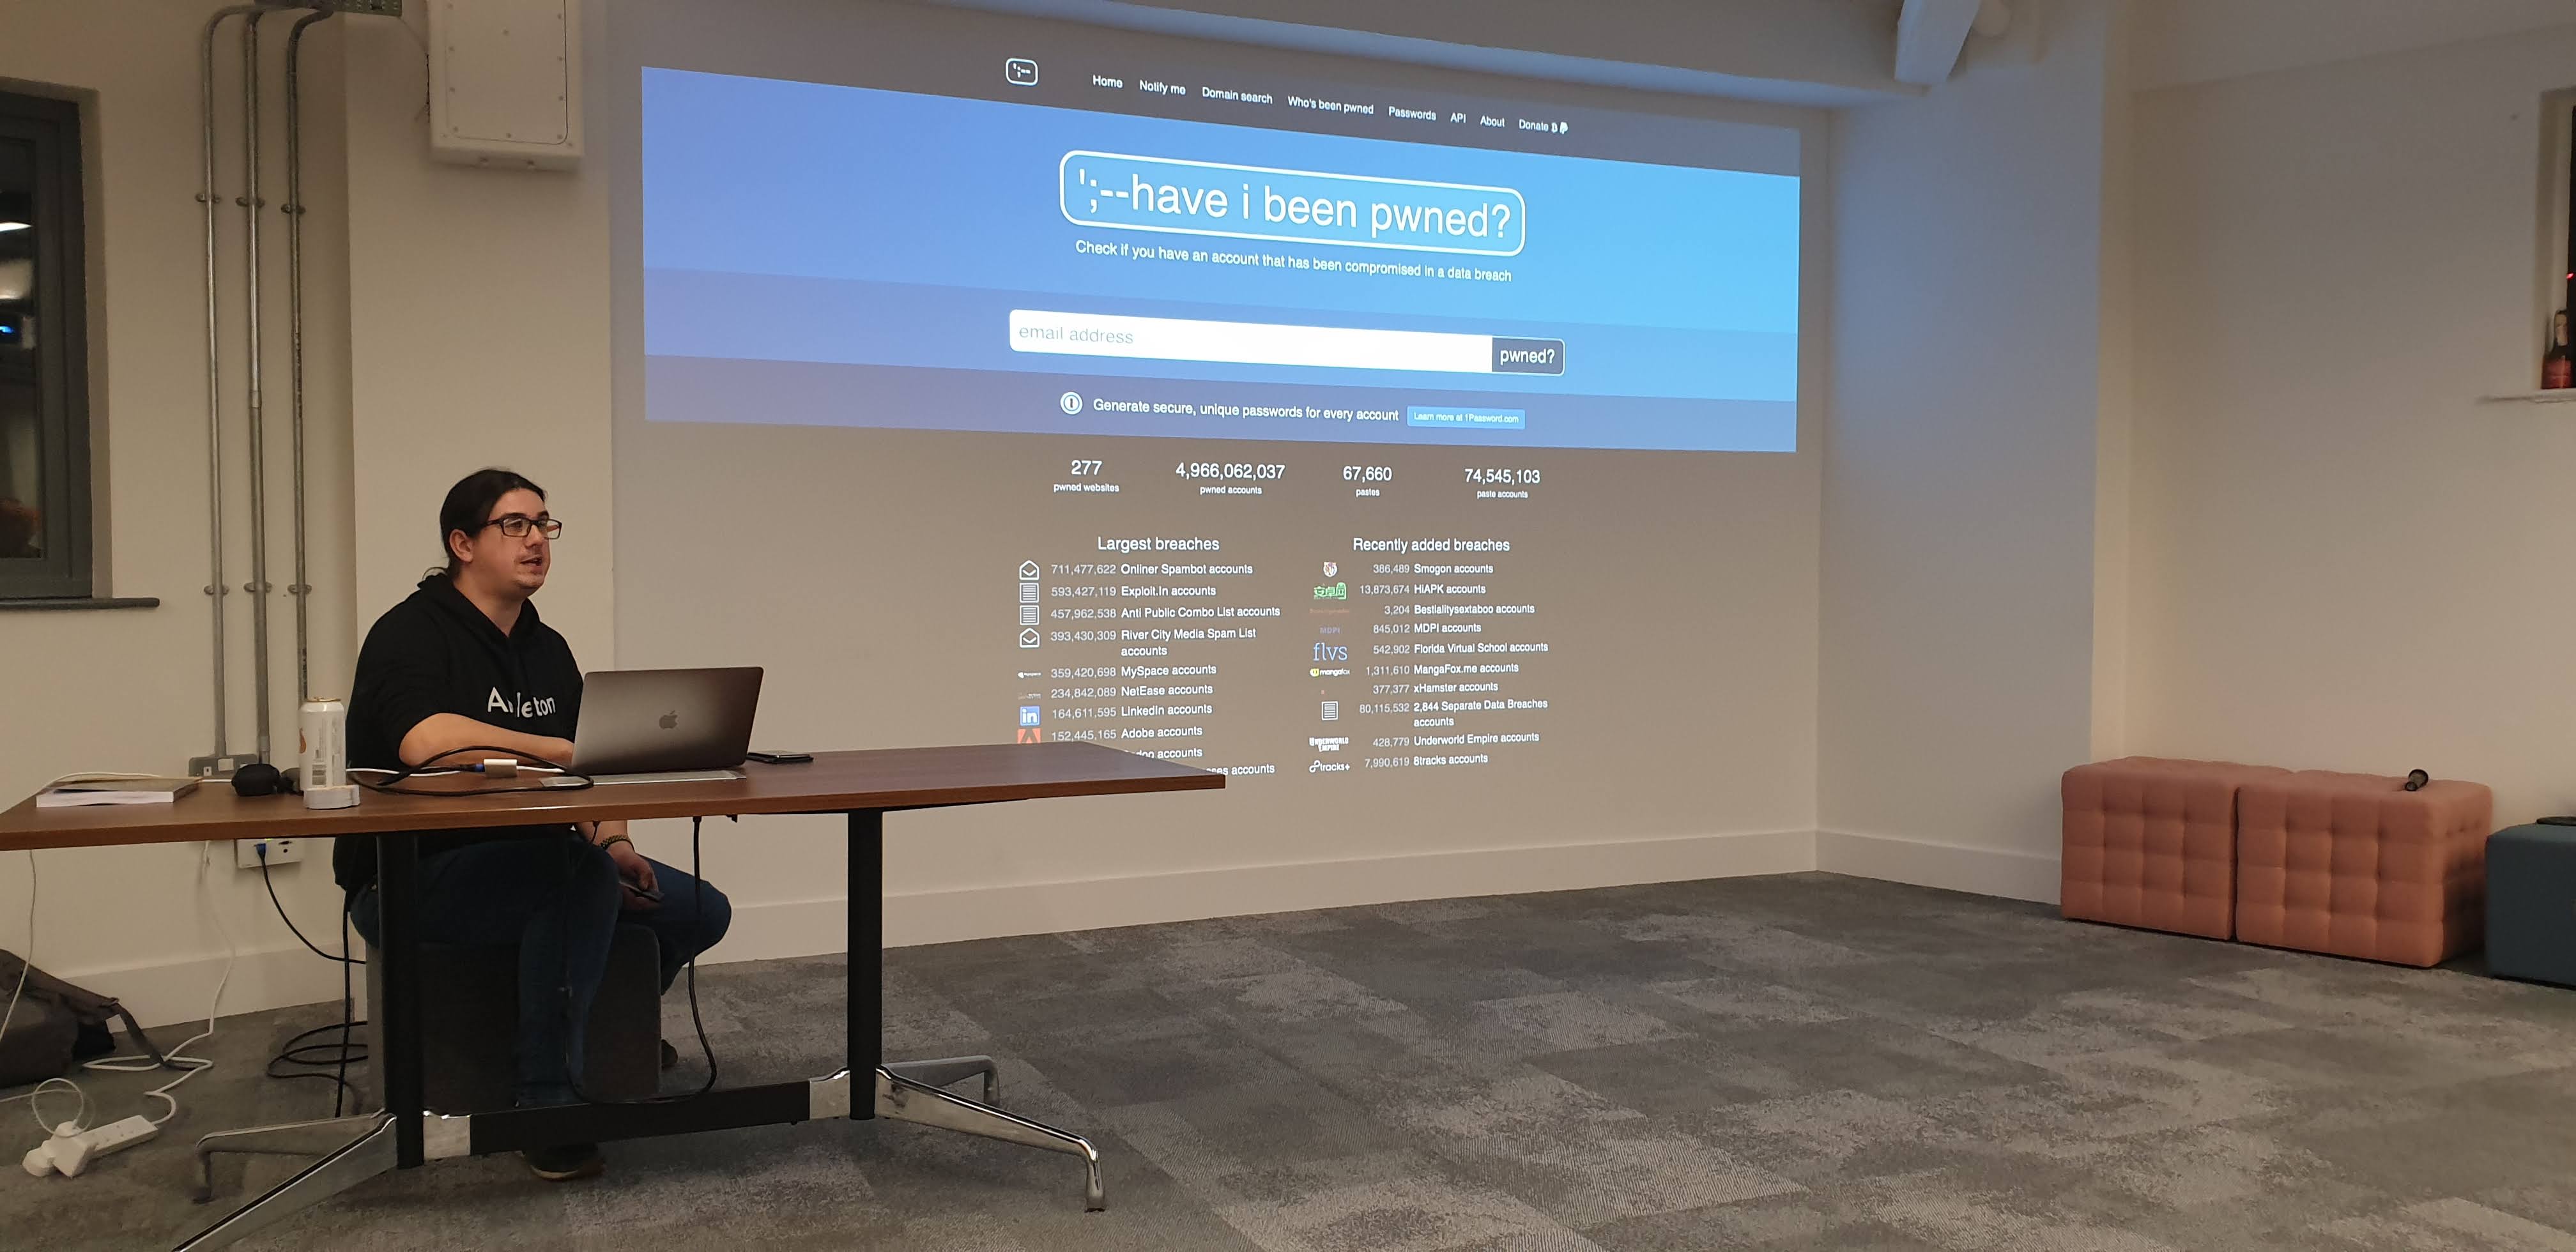 Home Notify me Domain search Who's been pwned Passwords API About Donate
';--have i been pwned?
Check if you have an account that has been compromised in a data breach
email address
pwned?
Generate secure, unique passwords for every account
Learn more at 1Password.com
277
pwned websites
4,966,062,037
pwned accounts
67,660
pastes
74,545,103
paste accounts
Largest breaches
711,477,622 Onliner Spambot accounts
593,427,119 Exploit.In accounts
457,962,538 Anti Public Combo List accounts
393,430,309 River City Media Spam List
accounts
359,420,698 MySpace accounts
234,842,089 NetEase accounts
in
164,611,595 LinkedIn accounts
152,445,165 Adobe accounts
accounts
accounts
Recently added breaches
386,489 Smogon accounts
13,873,674 HiAPK accounts
3,204 Bestialitysextaboo accounts
MDPI
845,012 MDPI accounts
flvs
542,902 Florida Virtual School accounts
mangafox
1,311,610 MangaFox.me accounts
377,377 xHamster accounts
80,115,532 2,844 Separate Data Breaches
accounts
UNDERWORLD
EMPIRE
428,779 Underworld Empire accounts
8tracks+
7,990,619 8tracks accounts